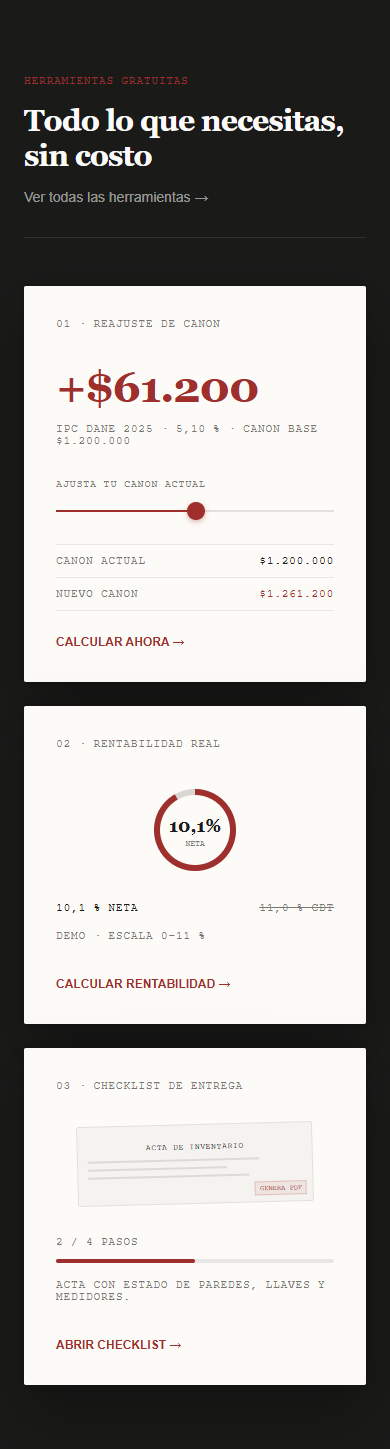 HERRAMIENTAS GRATUITAS
Todo lo que necesitas,
sin costo
Ver todas las herramientas →
01 · REAJUSTE DE CANON
+$61.200
IPC DANE 2025 · 5,10 % · CANON BASE
$1.200.000
AJUSTA TU CANON ACTUAL
CANON ACTUAL $1.200.000
NUEVO CANON $1.261.200
CALCULAR AHORA →
02 · RENTABILIDAD REAL
10,1%
NETA
10,1 % NETA 11,0 % CDT
DEMO · ESCALA 0–11 %
CALCULAR RENTABILIDAD →
03 · CHECKLIST DE ENTREGA
ACTA DE INVENTARIO
GENERA PDF
2 / 4 PASOS
ACTA CON ESTADO DE PAREDES, LLAVES Y
MEDIDORES.
ABRIR CHECKLIST →